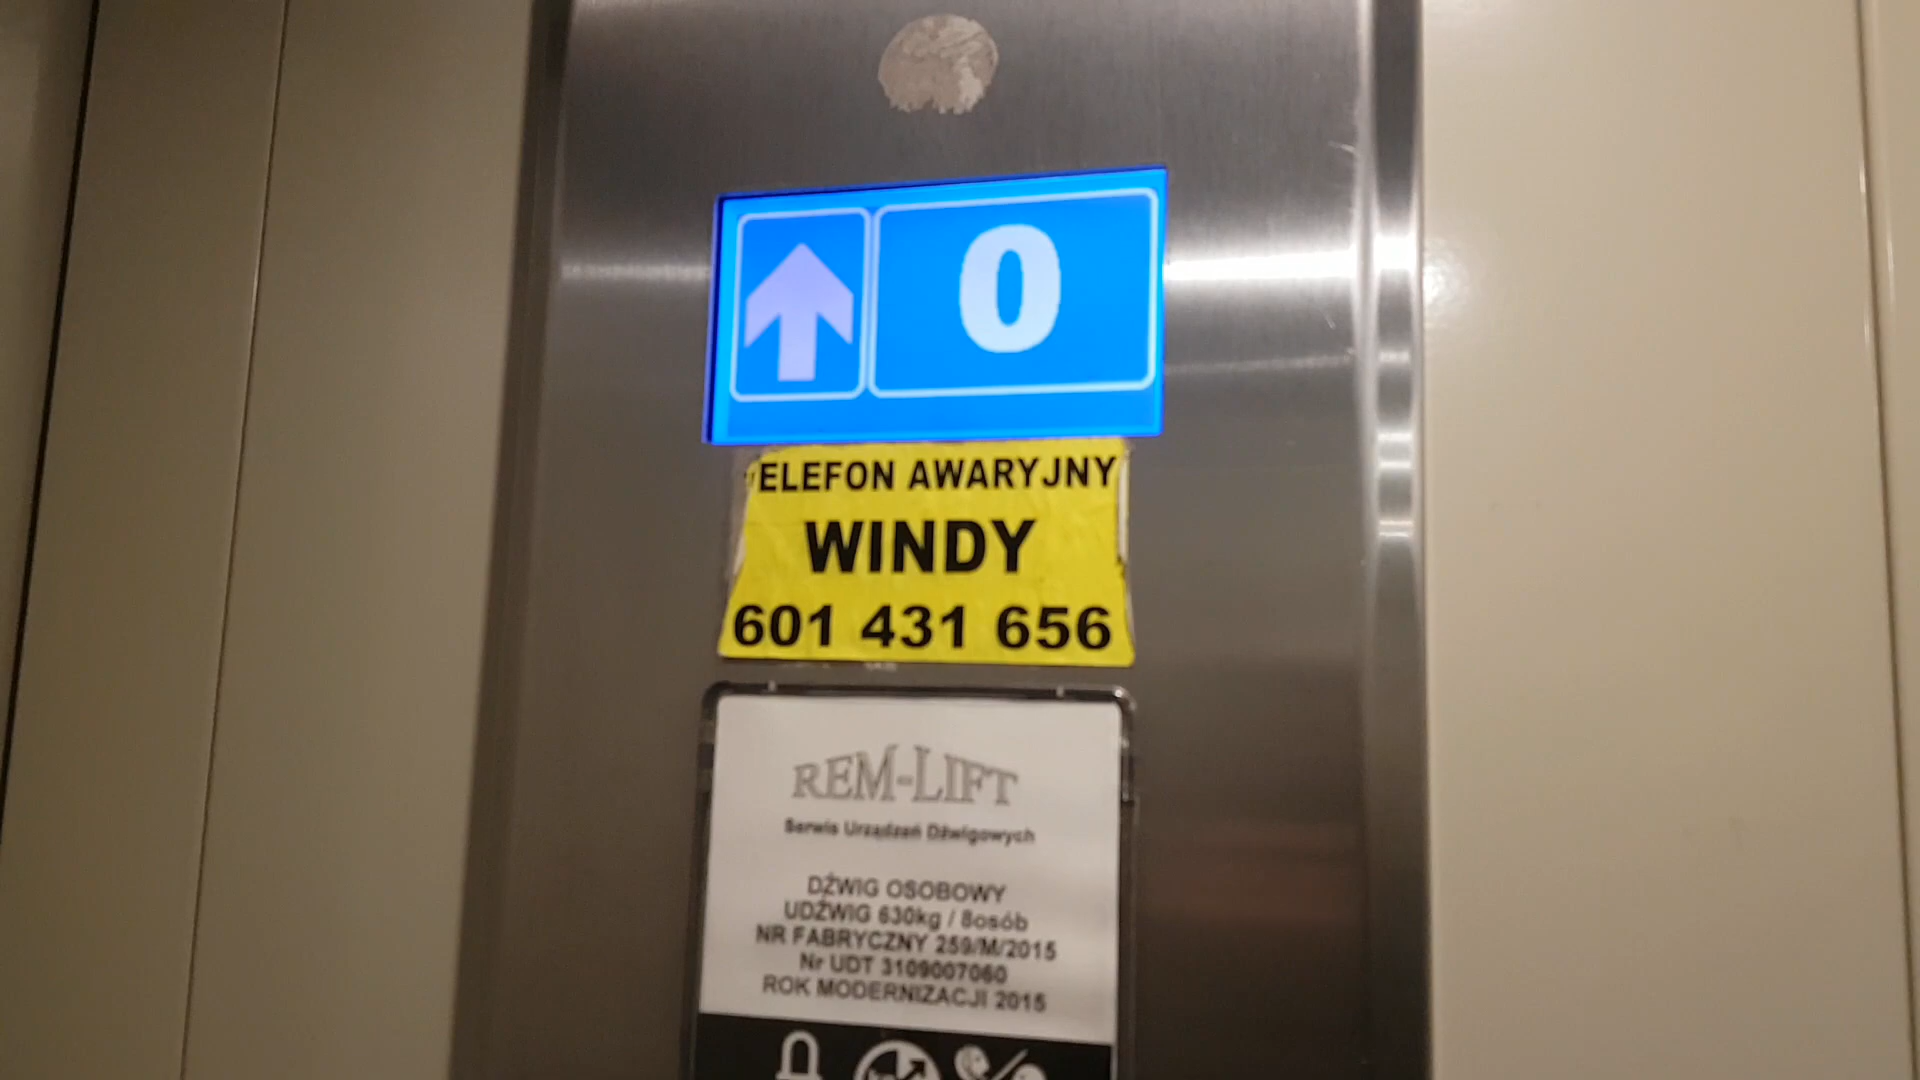 0
TELEFON AWARYJNY
WINDY
601 431 656
REM-LIFT
Serwis Urządzeń Dźwigowych
DŹWIG OSOBOWY
UDŹWIG 630kg / 8osób
NR FABRYCZNY 259/M/2015
Nr UDT 3109007060
ROK MODERNIZACJI 2015